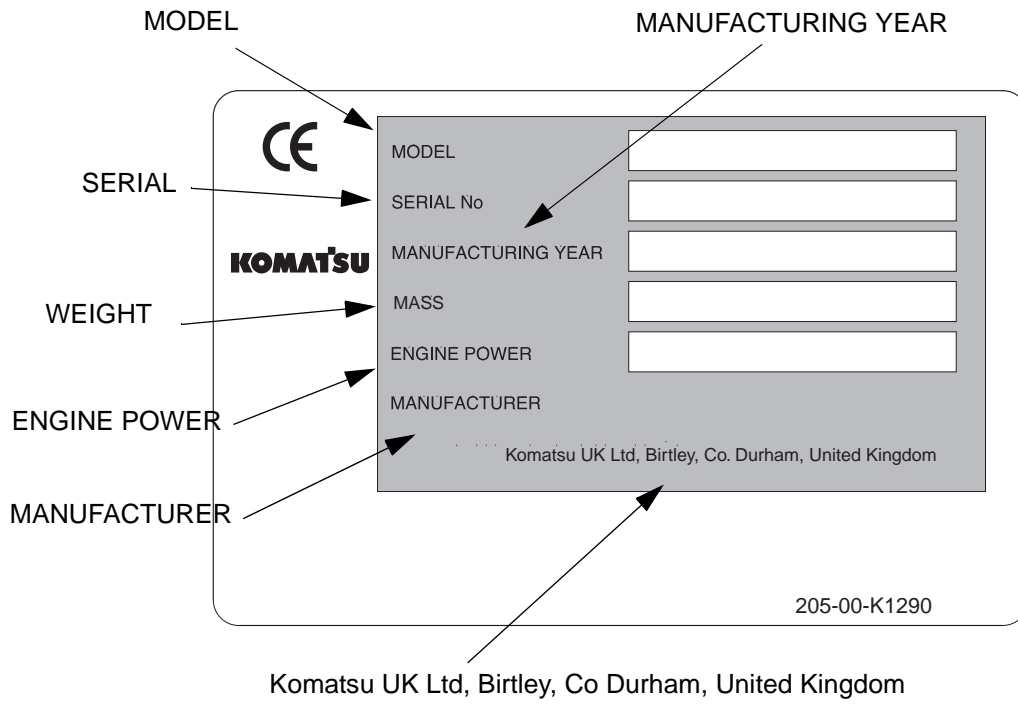 MODEL
MANUFACTURING YEAR
CE
MODEL
SERIAL
SERIAL No
KOMATSU
MANUFACTURING YEAR
WEIGHT
MASS
ENGINE POWER
ENGINE POWER
MANUFACTURER
Komatsu UK Ltd, Birtley, Co. Durham, United Kingdom
MANUFACTURER
205-00-K1290
Komatsu UK Ltd, Birtley, Co Durham, United Kingdom